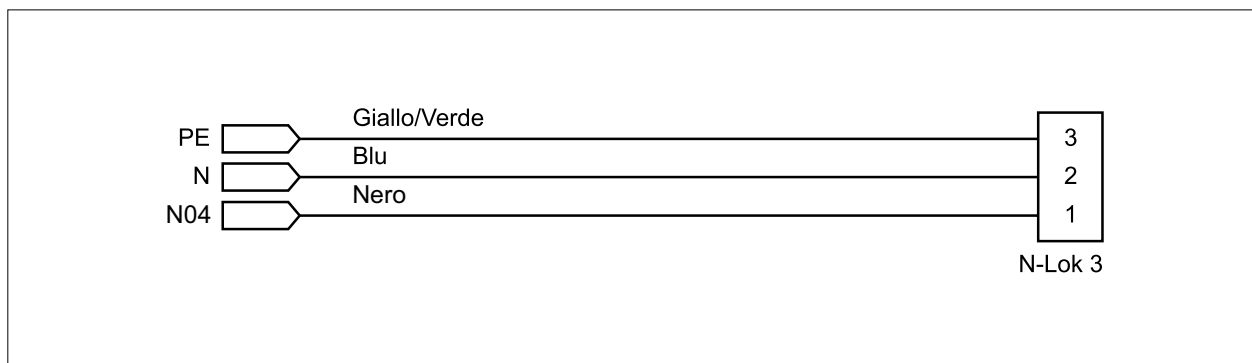 Giallo/Verde
PE 3
Blu
N 2
Nero
N04 1
N-Lok 3